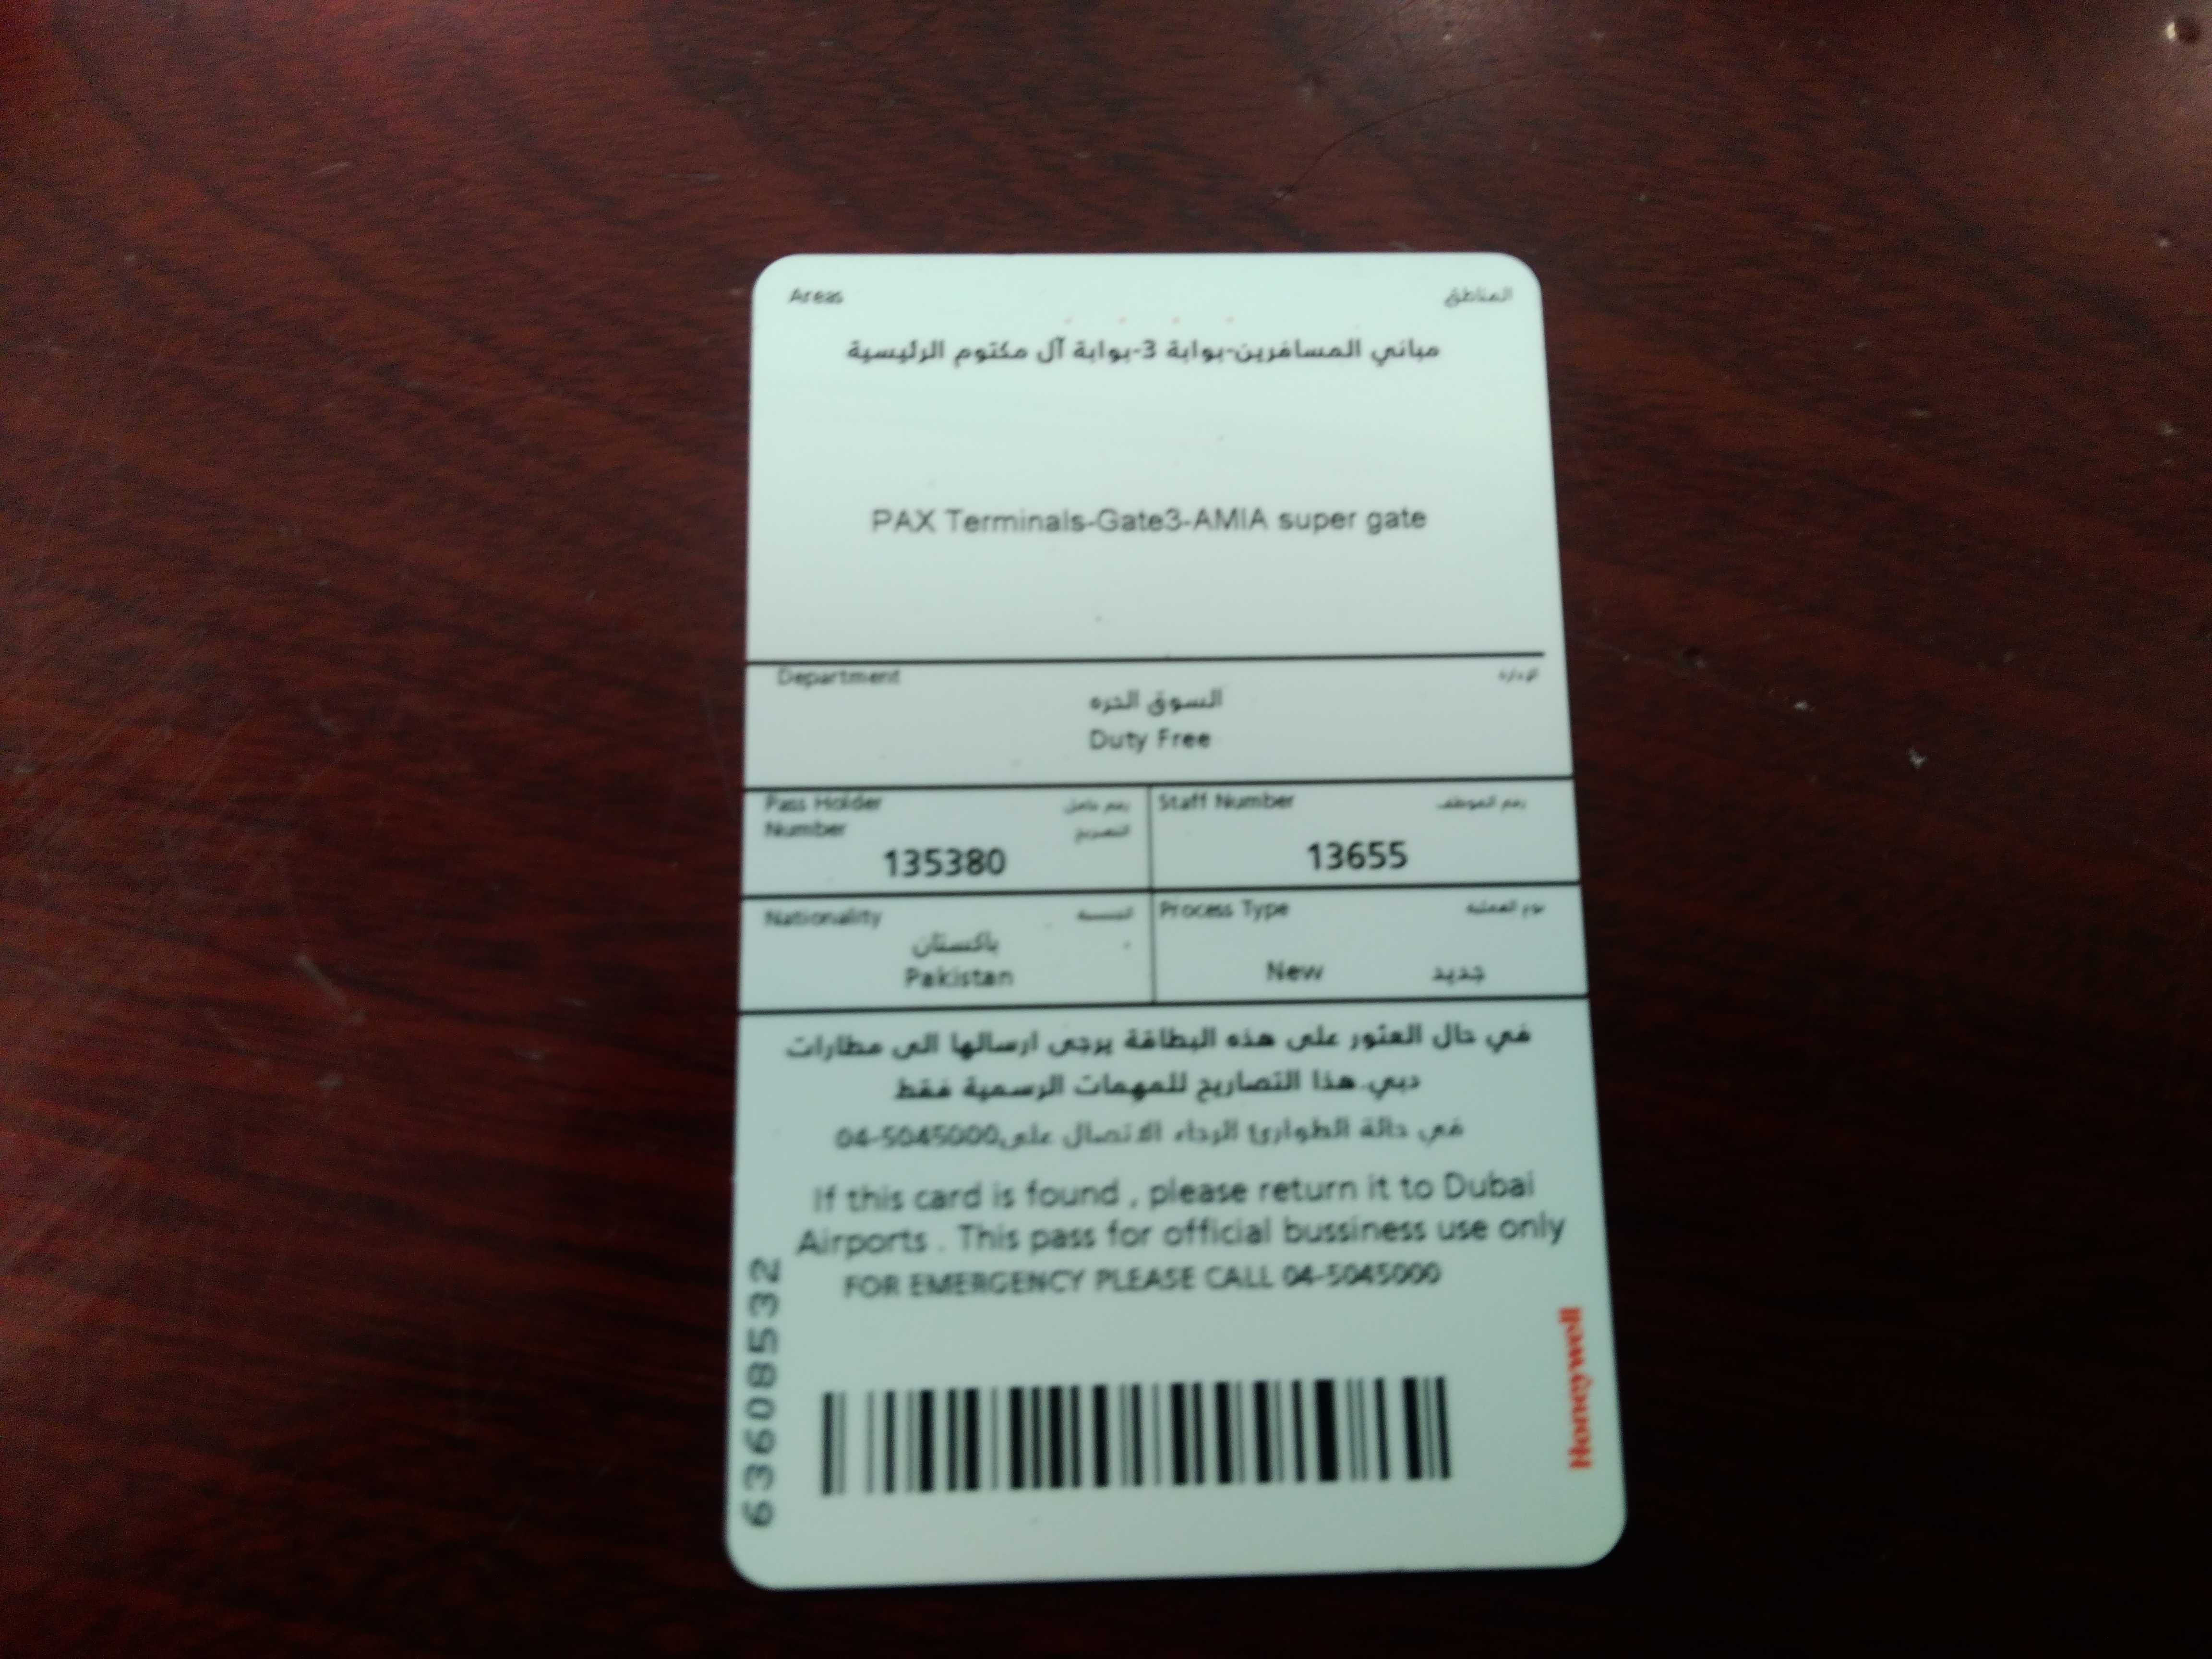 Areas المناطق
مباني المسافرين-بوابة 3-بوابة آل مكتوم الرئيسية
PAX Terminals-Gate3-AMIA super gate
Department الإدارة
السوق الحره
Duty Free
Pass Holder رقم حامل
Number التصريح
135380
Staff Number رقم الموظف
13655
Nationality الجنسية
باكستان
Pakistan
Process Type نوع العملية
New جديد
في حال العثور على هذه البطاقة يرجى ارسالها الى مطارات
دبي.هذا التصاريح للمهمات الرسمية فقط
في حالة الطوارئ الرجاء الاتصال على04-5045000
If this card is found , please return it to Dubai
Airports . This pass for official bussiness use only
FOR EMERGENCY PLEASE CALL 04-5045000
63608532
Honeywell